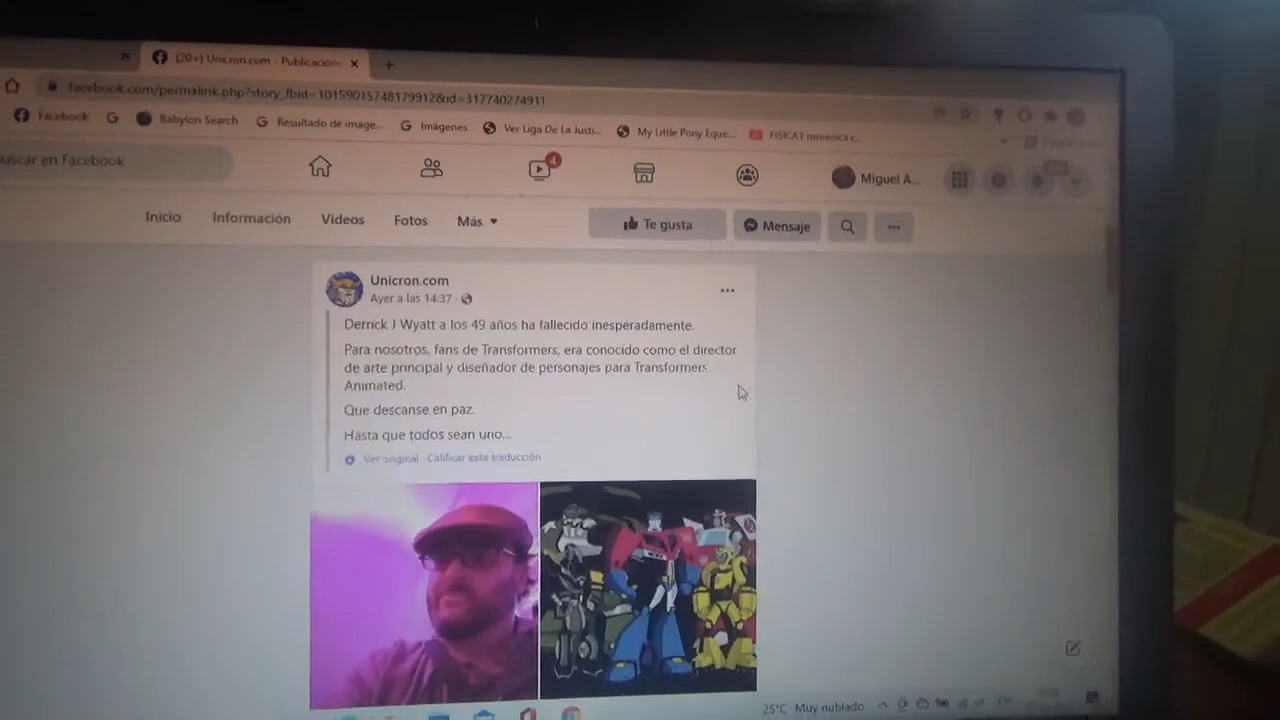 (20+) Unicron.com - Publicacion
facebook.com/permalink.php?story_fbid=10159015748179912&id=317740274911
Facebook
Babylon Search
Resultado de image...
Imágenes
Ver Liga De La Justi...
My Little Pony Eque...
uscar en Facebook
4
Miguel A...
Inicio
Información
Videos
Fotos
Más
Te gusta
Mensaje
Unicron.com
Ayer a las 14:37
Derrick J Wyatt a los 49 años ha fallecido inesperadamente.
Para nosotros, fans de Transformers, era conocido como el director
de arte principal y diseñador de personajes para Transformers
Animated.
Que descanse en paz.
Hasta que todos sean uno...
Ver original · Calificar esta traducción
25°C Muy nublado